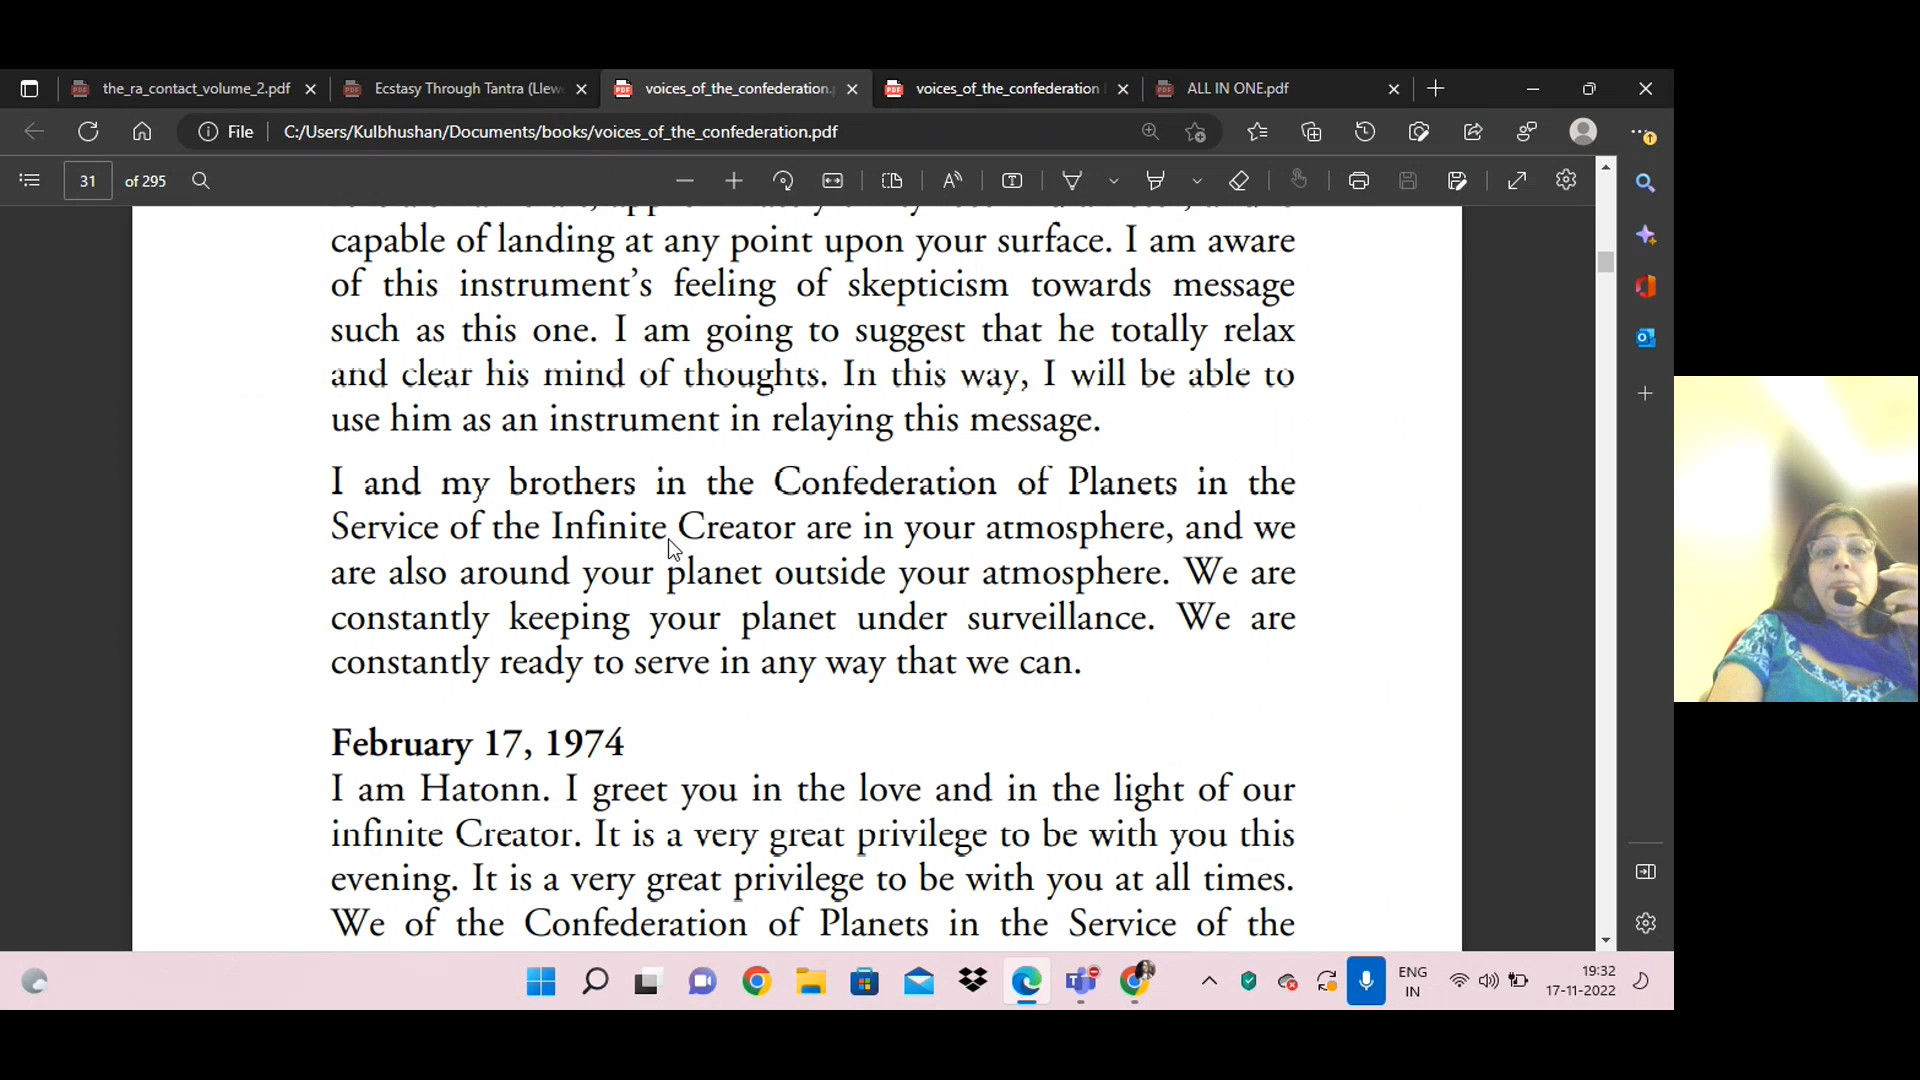 the_ra_contact_volume_2.pdf
Ecstasy Through Tantra (Llew
voices_of_the_confederation.
voices_of_the_confederation
ALL IN ONE.pdf
File
C:/Users/Kulbhushan/Documents/books/voices_of_the_confederation.pdf
31 of 295
capable of landing at any point upon your surface. I am aware
of this instrument’s feeling of skepticism towards message
such as this one. I am going to suggest that he totally relax
and clear his mind of thoughts. In this way, I will be able to
use him as an instrument in relaying this message.
I and my brothers in the Confederation of Planets in the
Service of the Infinite Creator are in your atmosphere, and we
are also around your planet outside your atmosphere. We are
constantly keeping your planet under surveillance. We are
constantly ready to serve in any way that we can.
February 17, 1974
I am Hatonn. I greet you in the love and in the light of our
infinite Creator. It is a very great privilege to be with you this
evening. It is a very great privilege to be with you at all times.
We of the Confederation of Planets in the Service of the
ENG
IN
19:32
17-11-2022